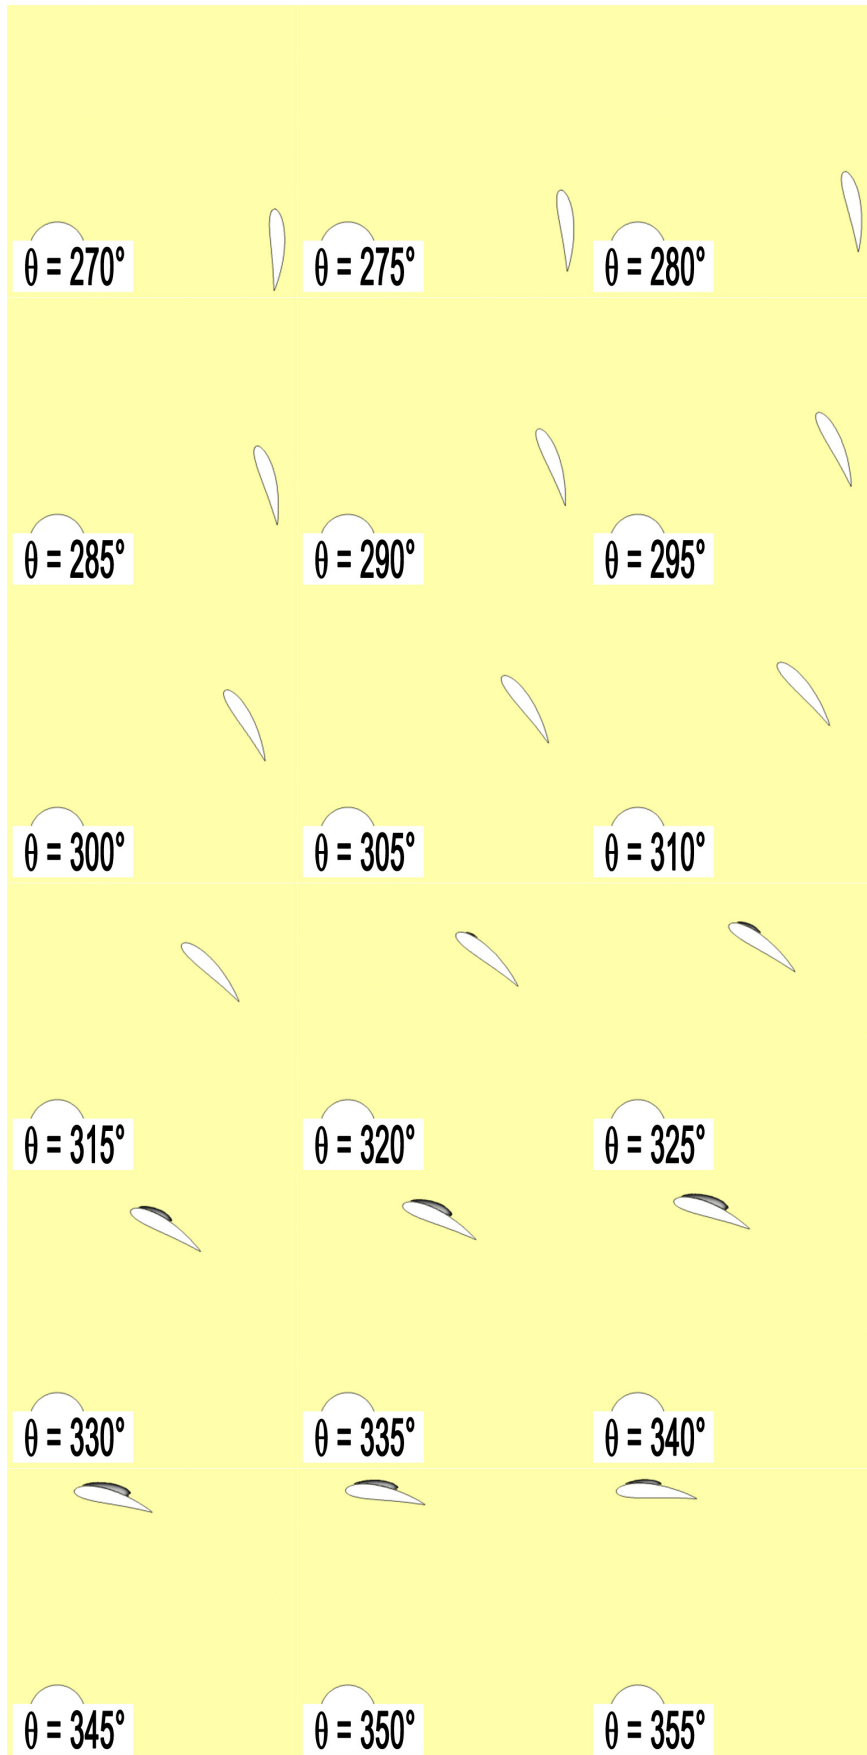 θ = 270° θ = 275° θ = 280°
θ = 285° θ = 290° θ = 295°
θ = 300° θ = 305° θ = 310°
θ = 315° θ = 320° θ = 325°
θ = 330° θ = 335° θ = 340°
θ = 345° θ = 350° θ = 355°